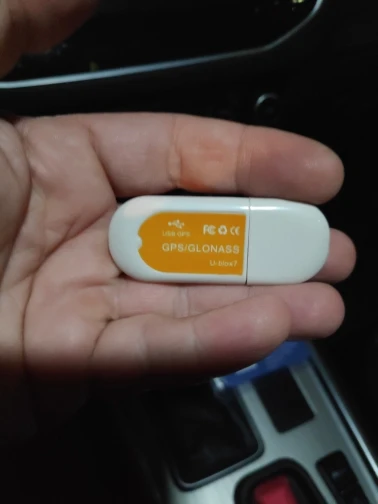 USB GPS
FC CE
GPS/GLONASS
U-blox7